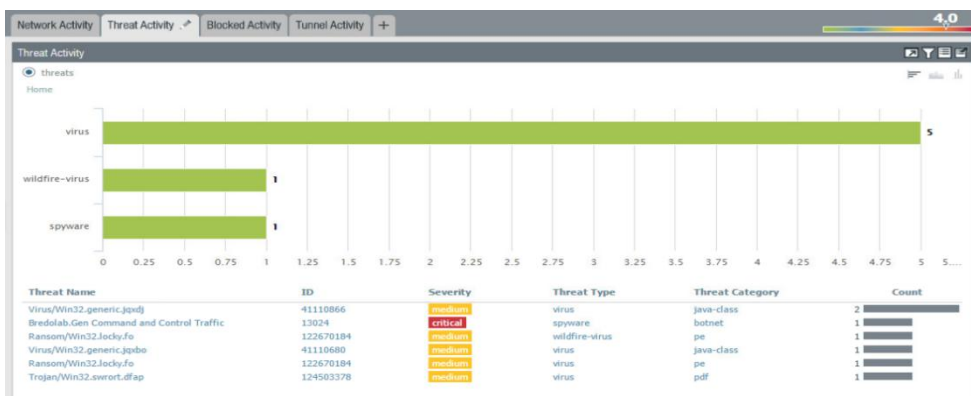 Network Activity Threat Activity Blocked Activity Tunnel Activity +
4.0
Threat Activity
threats
Home
virus 5
wildfire-virus 1
spyware 1
0 0.25 0.5 0.75 1 1.25 1.5 1.75 2 2.25 2.5 2.75 3 3.25 3.5 3.75 4 4.25 4.5 4.75 5 5....
Threat Name ID Severity Threat Type Threat Category Count
Virus/Win32.generic.jqxdj 41110866 medium virus java-class 2
Bredolab.Gen Command and Control Traffic 13024 critical spyware botnet 1
Ransom/Win32.locky.fo 122670184 medium wildfire-virus pe 1
Virus/Win32.generic.jqxbo 41110680 medium virus java-class 1
Ransom/Win32.locky.fo 122670184 medium virus pe 1
Trojan/Win32.swrort.dfap 124503378 medium virus pdf 1